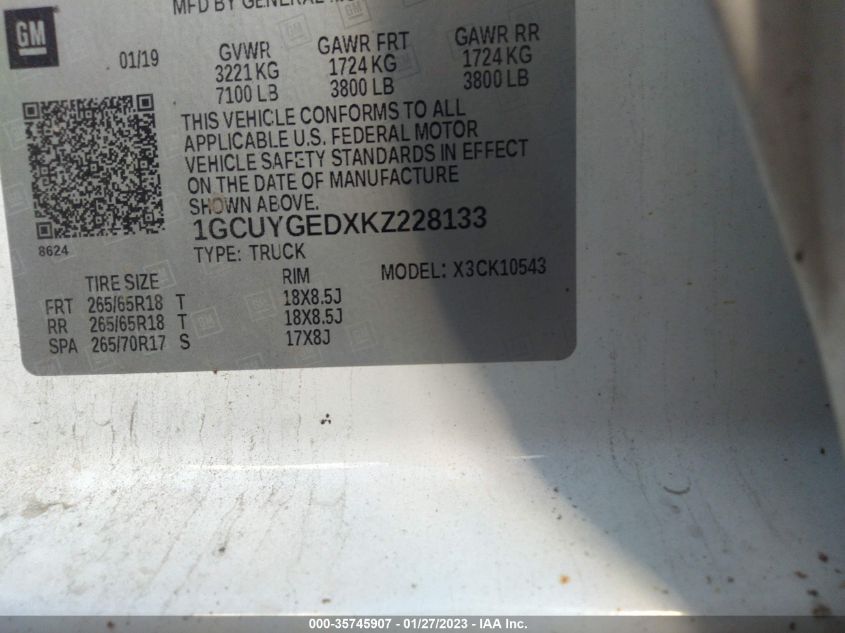 MFD BY GENERAL
GM
01/19
GVWR GAWR FRT GAWR RR
3221 KG 1724 KG 1724 KG
7100 LB 3800 LB 3800 LB
THIS VEHICLE CONFORMS TO ALL
APPLICABLE U.S. FEDERAL MOTOR
VEHICLE SAFETY STANDARDS IN EFFECT
ON THE DATE OF MANUFACTURE
SHOWN ABOVE.
8624
1GCUYGEDXKZ228133
TYPE: TRUCK
MODEL: X3CK10543
TIRE SIZE RIM
FRT 265/65R18 T 18X8.5J
RR 265/65R18 T 18X8.5J
SPA 265/70R17 S 17X8J
000-35745907 - 01/27/2023 - IAA Inc.